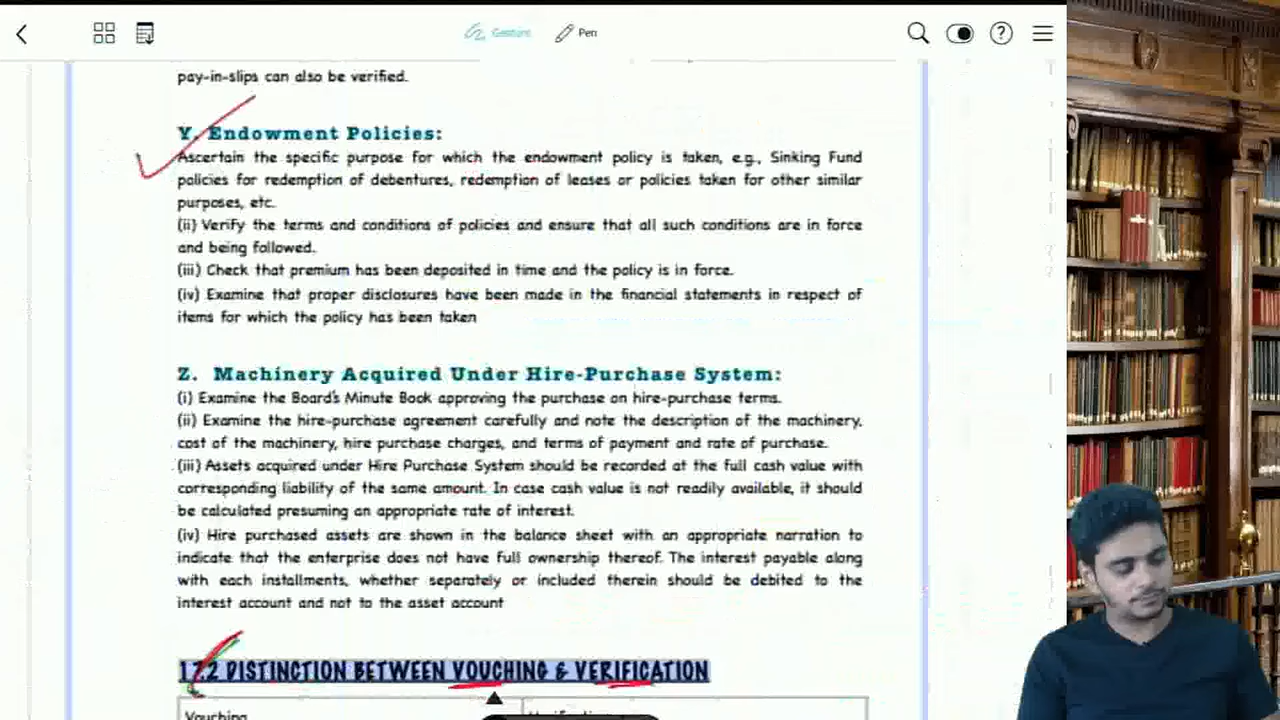 Gesture Pen
pay-in-slips can also be verified.
Y. Endowment Policies:
Ascertain the specific purpose for which the endowment policy is taken, e.g., Sinking Fund
policies for redemption of debentures, redemption of leases or policies taken for other similar
purposes, etc.
(ii) Verify the terms and conditions of policies and ensure that all such conditions are in force
and being followed.
(iii) Check that premium has been deposited in time and the policy is in force.
(iv) Examine that proper disclosures have been made in the financial statements in respect of
items for which the policy has been taken
Z. Machinery Acquired Under Hire-Purchase System:
(i) Examine the Board's Minute Book approving the purchase on hire-purchase terms.
(ii) Examine the hire-purchase agreement carefully and note the description of the machinery,
cost of the machinery, hire purchase charges, and terms of payment and rate of purchase.
(iii) Assets acquired under Hire Purchase System should be recorded at the full cash value with
corresponding liability of the same amount. In case cash value is not readily available, it should
be calculated presuming an appropriate rate of interest.
(iv) Hire purchased assets are shown in the balance sheet with an appropriate narration to
indicate that the enterprise does not have full ownership thereof. The interest payable along
with each installments, whether separately or included therein should be debited to the
interest account and not to the asset account
17.2 DISTINCTION BETWEEN VOUCHING & VERIFICATION
Vouching